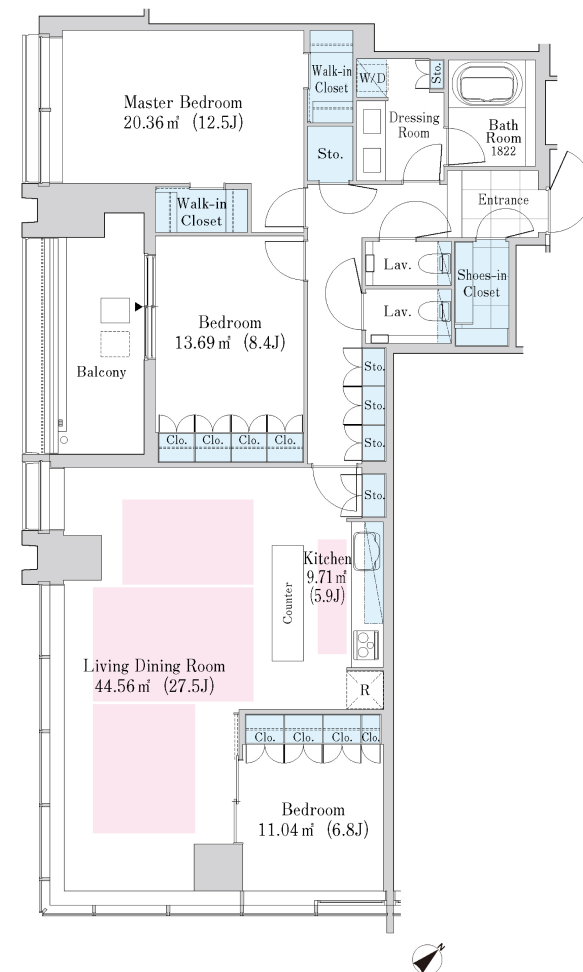 Master Bedroom
20.36㎡ (12.5J)
Walk-in
Closet
W/D
Sto.
Dressing
Room
Bath
Room
1822
Sto.
Walk-in
Closet
Entrance
Lav.
Shoes-in
Closet
Lav.
Bedroom
13.69㎡ (8.4J)
Balcony
Sto.
Sto.
Sto.
Clo.
Clo.
Clo.
Clo.
Sto.
Kitchen
9.71㎡
(5.9J)
Counter
Living Dining Room
44.56㎡ (27.5J)
R
Clo.
Clo.
Clo.
Clo.
Bedroom
11.04㎡ (6.8J)
N